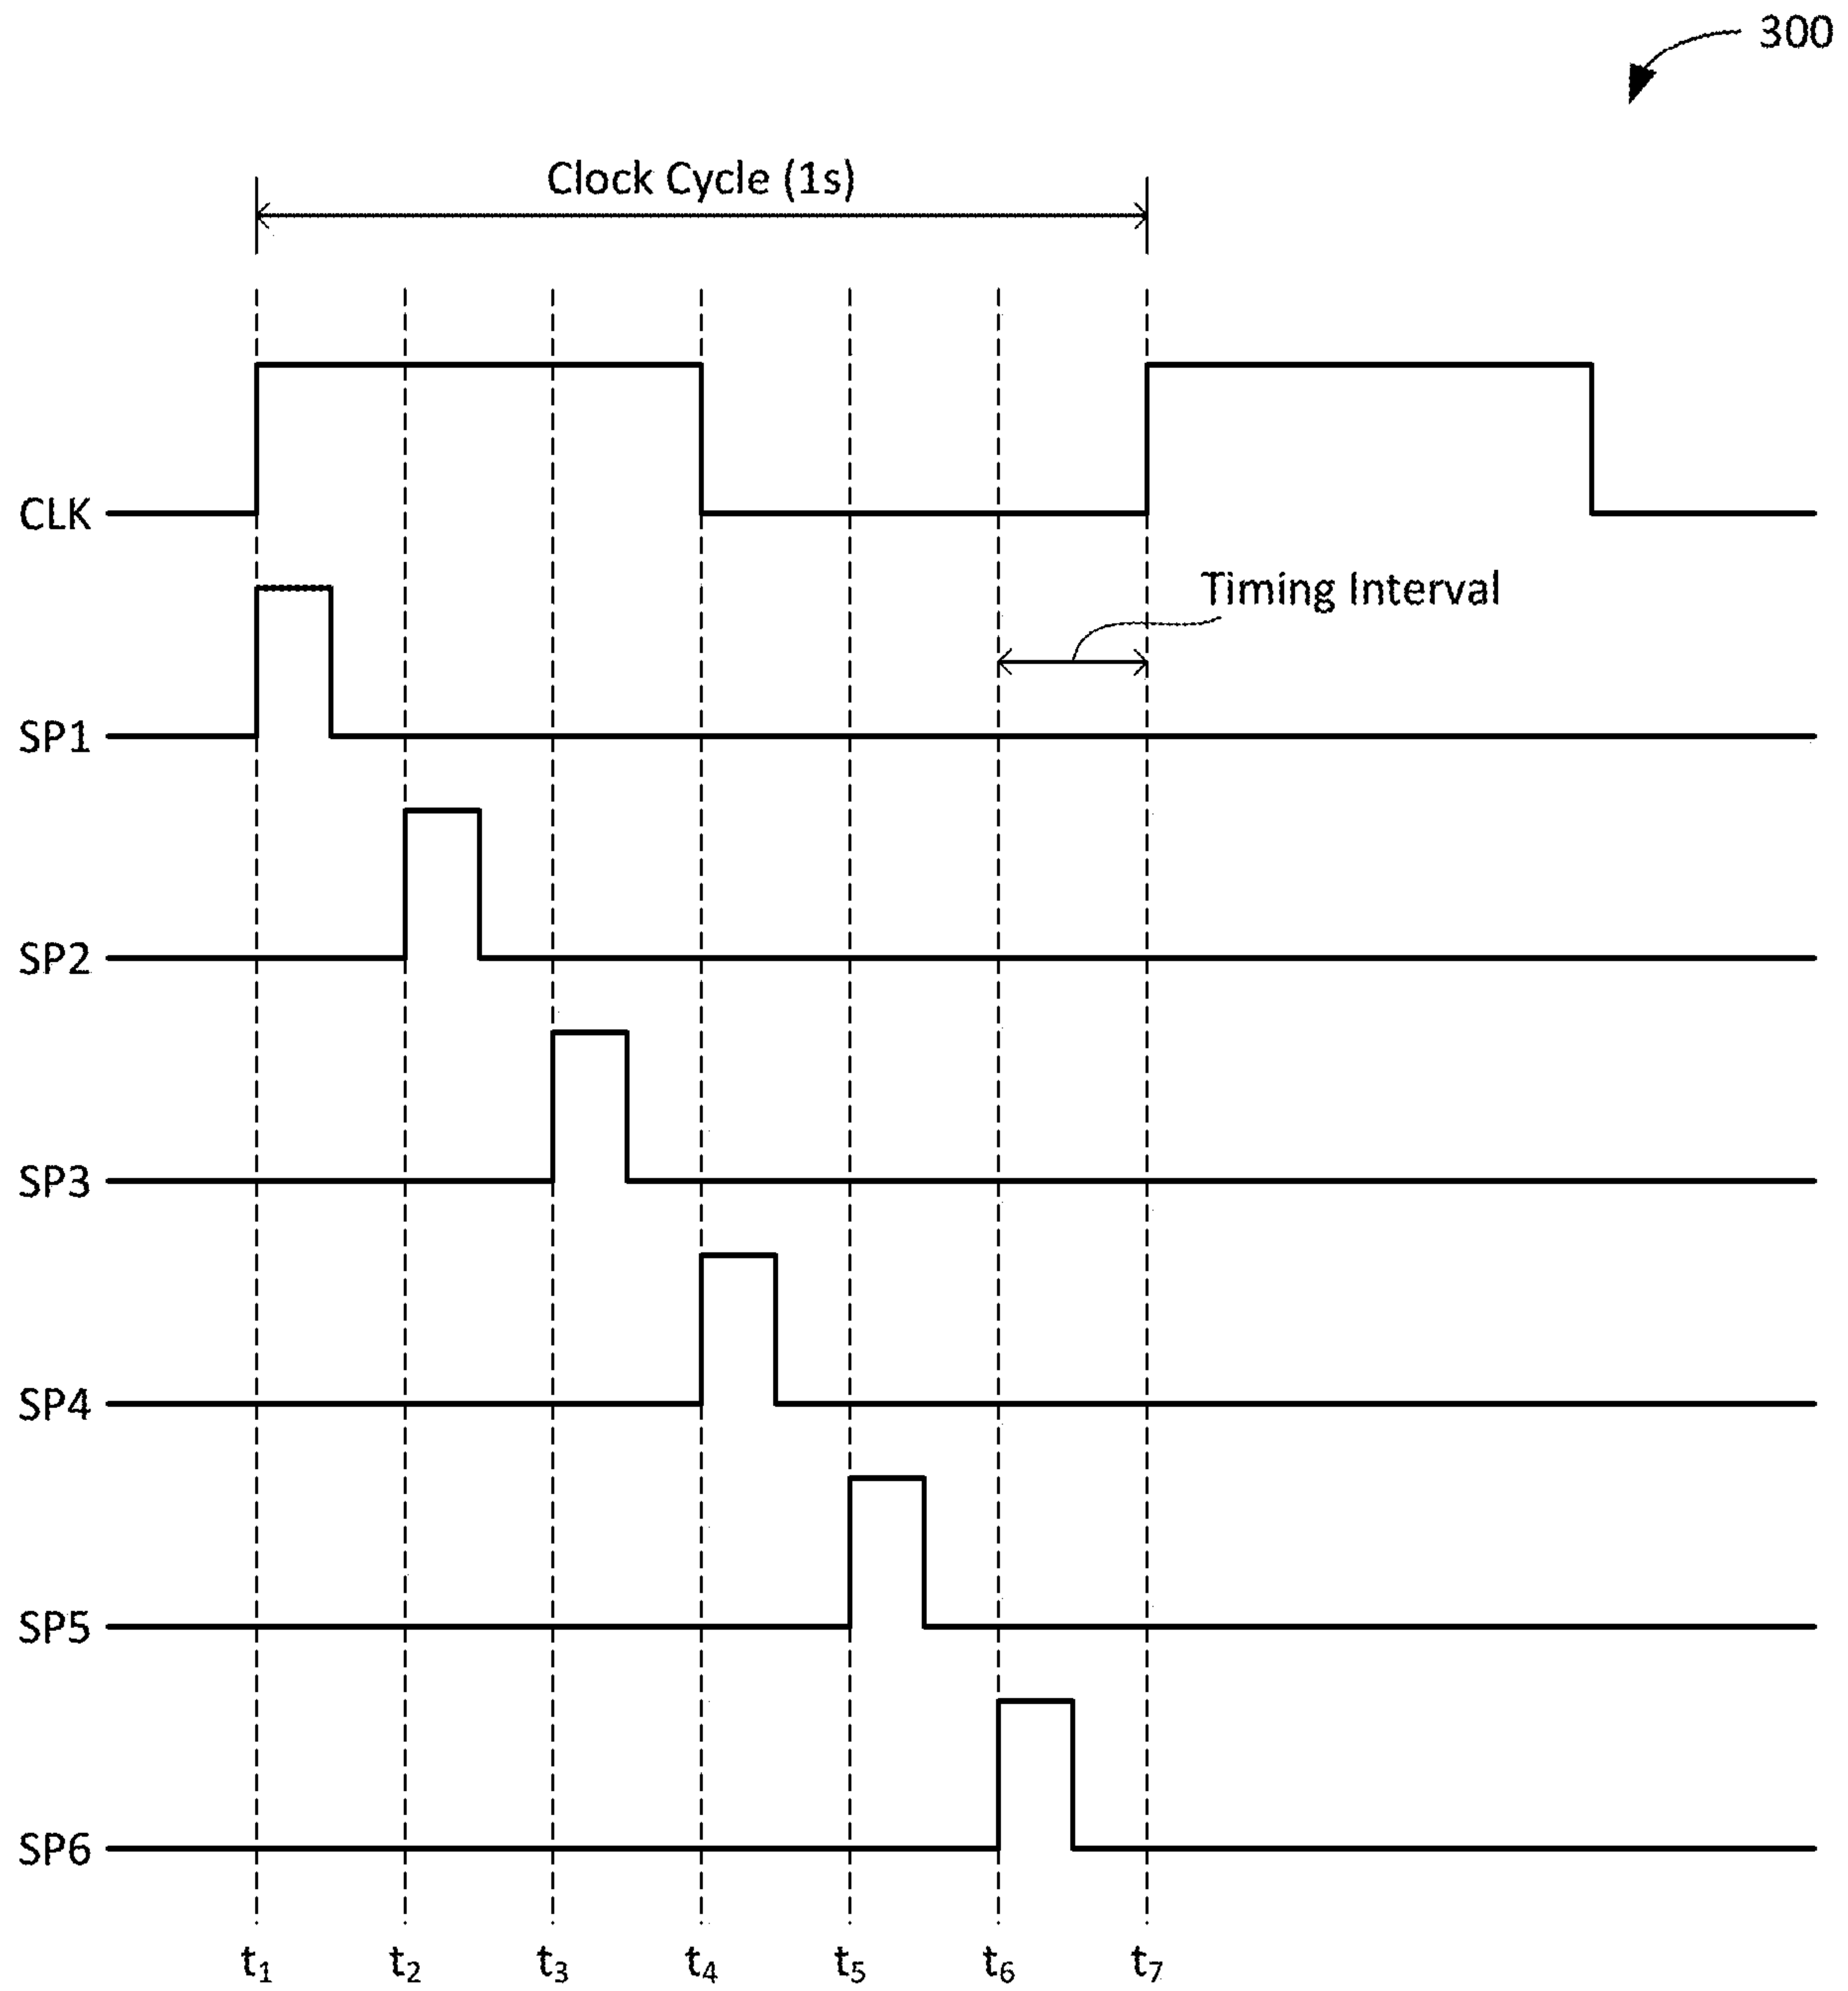 300
Clock Cycle (1s)
CLK
Timing Interval
SP1
SP2
SP3
SP4
SP5
SP6
t₁ t₂ t₃ t₄ t₅ t₆ t₇